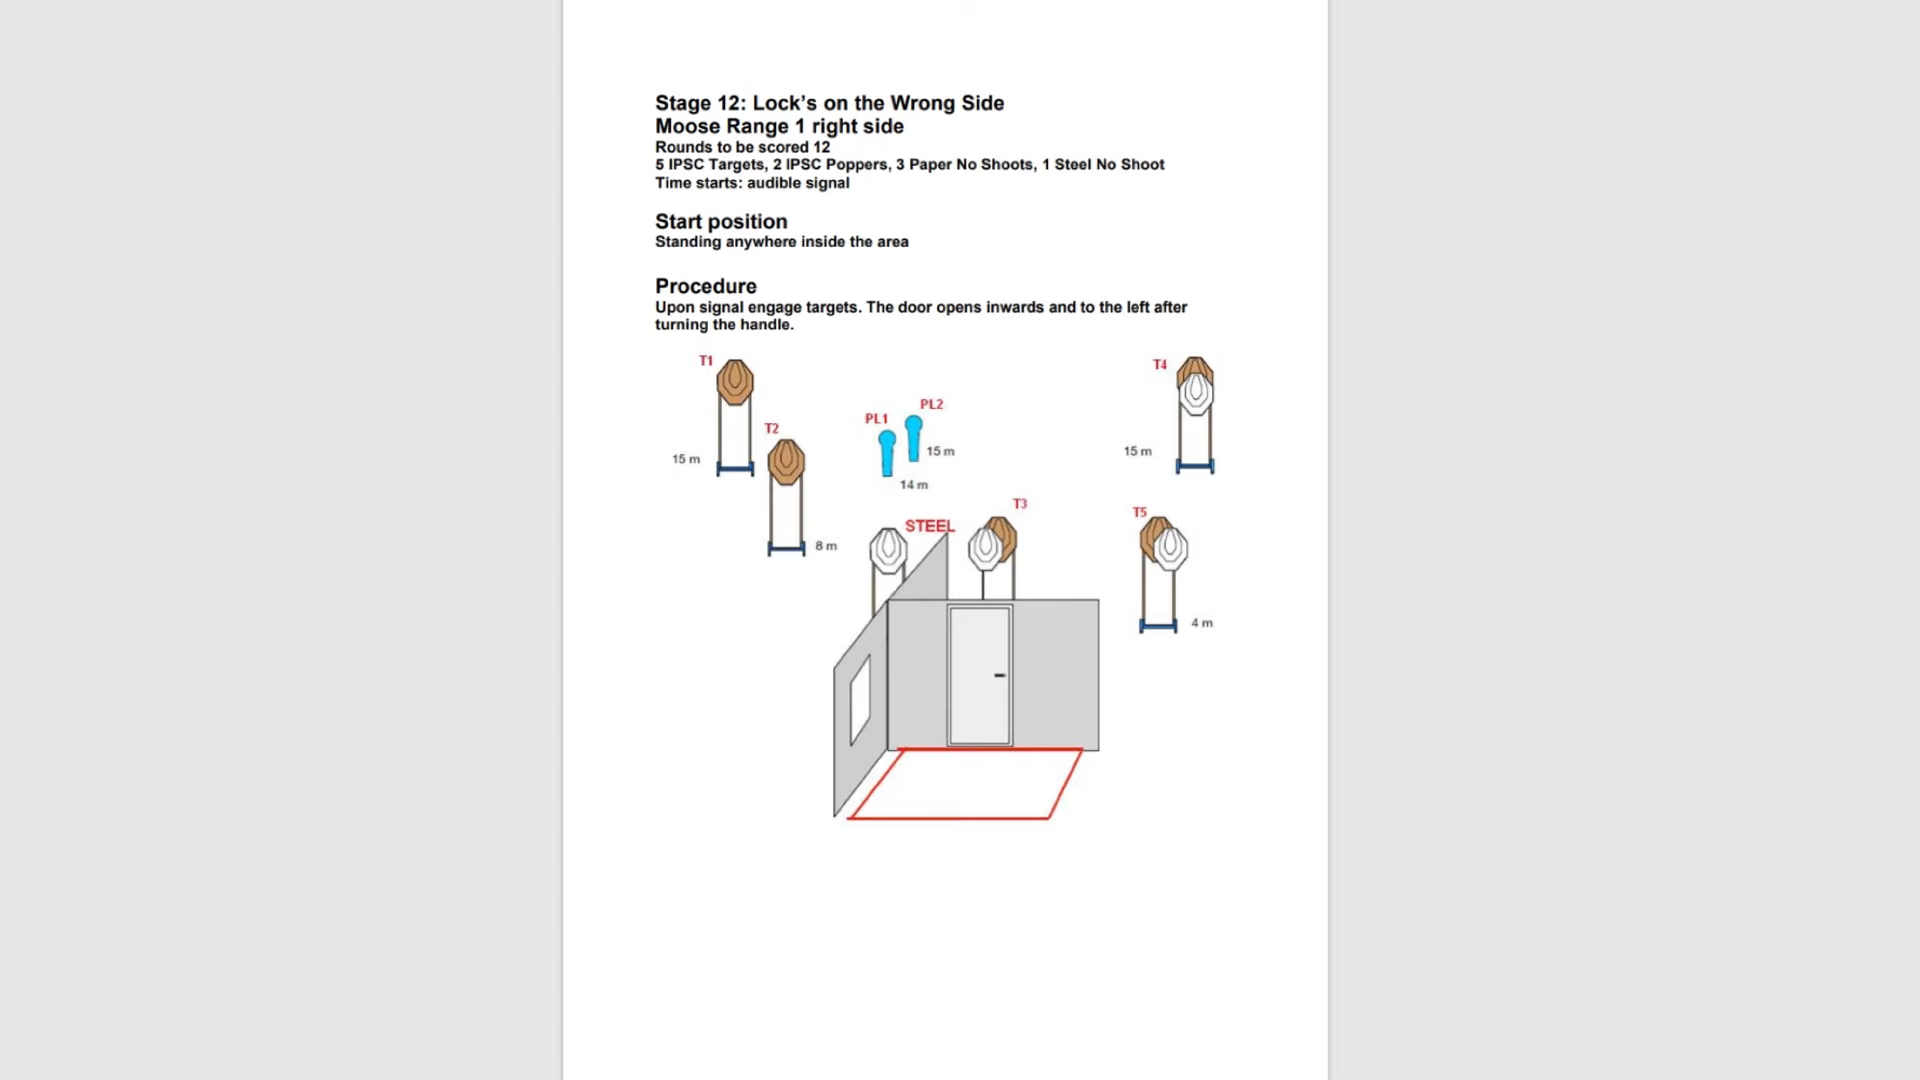 Stage 12: Lock’s on the Wrong Side
Moose Range 1 right side
Rounds to be scored 12
5 IPSC Targets, 2 IPSC Poppers, 3 Paper No Shoots, 1 Steel No Shoot
Time starts: audible signal
Start position
Standing anywhere inside the area
Procedure
Upon signal engage targets. The door opens inwards and to the left after
turning the handle.
T1
T4
PL2
PL1
T2
15 m
15 m
15 m
14 m
T3
T5
STEEL
8 m
4 m